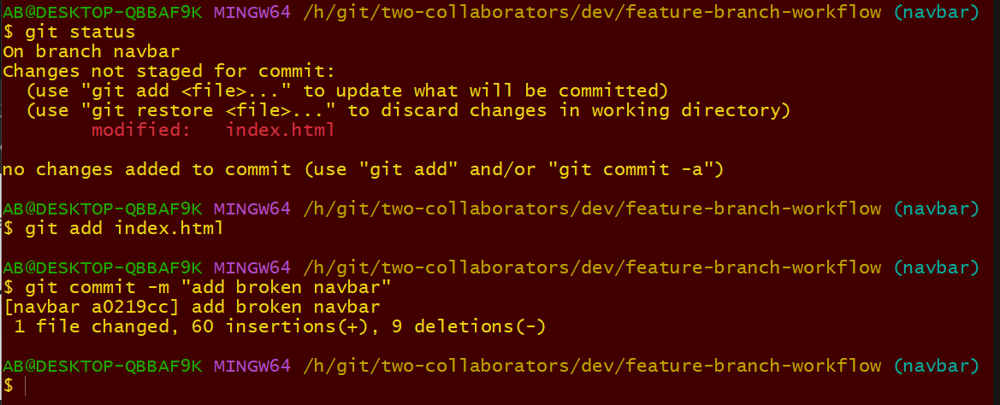 AB@DESKTOP-QBBAF9K MINGW64 /h/git/two-collaborators/dev/feature-branch-workflow (navbar)
$ git status
On branch navbar
Changes not staged for commit:
  (use "git add <file>..." to update what will be committed)
  (use "git restore <file>..." to discard changes in working directory)
        modified:   index.html

no changes added to commit (use "git add" and/or "git commit -a")

AB@DESKTOP-QBBAF9K MINGW64 /h/git/two-collaborators/dev/feature-branch-workflow (navbar)
$ git add index.html

AB@DESKTOP-QBBAF9K MINGW64 /h/git/two-collaborators/dev/feature-branch-workflow (navbar)
$ git commit -m "add broken navbar"
[navbar a0219cc] add broken navbar
 1 file changed, 60 insertions(+), 9 deletions(-)

AB@DESKTOP-QBBAF9K MINGW64 /h/git/two-collaborators/dev/feature-branch-workflow (navbar)
$